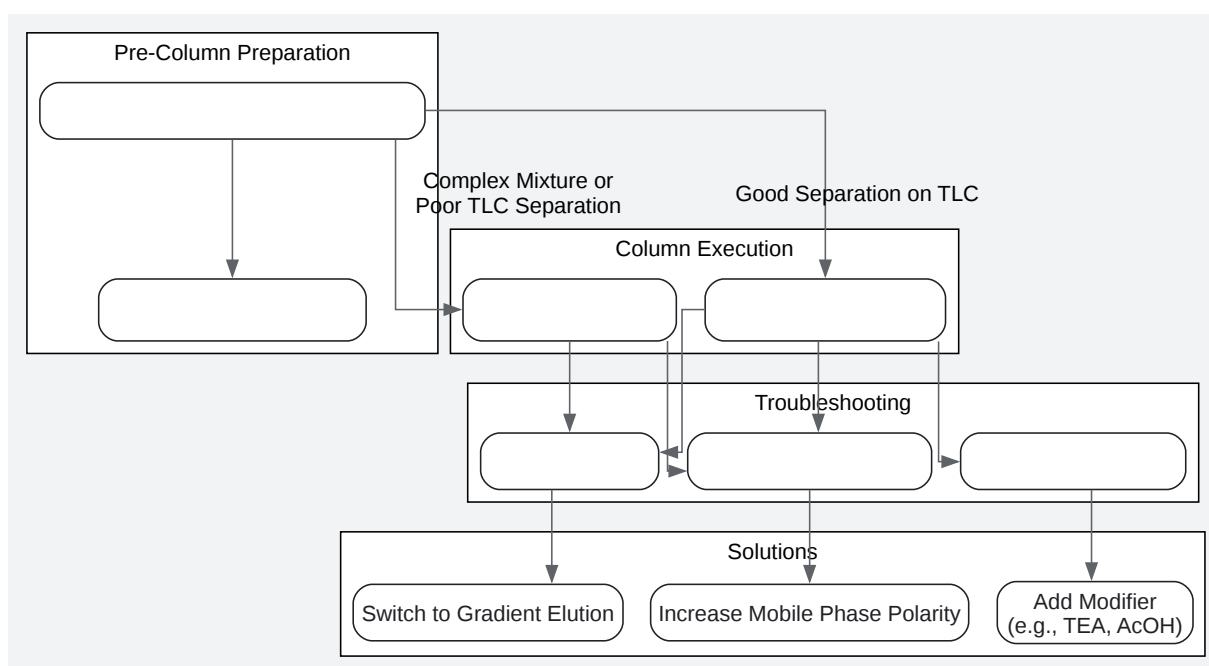 Pre-Column Preparation
Complex Mixture or
Poor TLC Separation
Good Separation on TLC
Column Execution
Troubleshooting
Solutions
Switch to Gradient Elution
Increase Mobile Phase Polarity
Add Modifier
(e.g., TEA, AcOH)